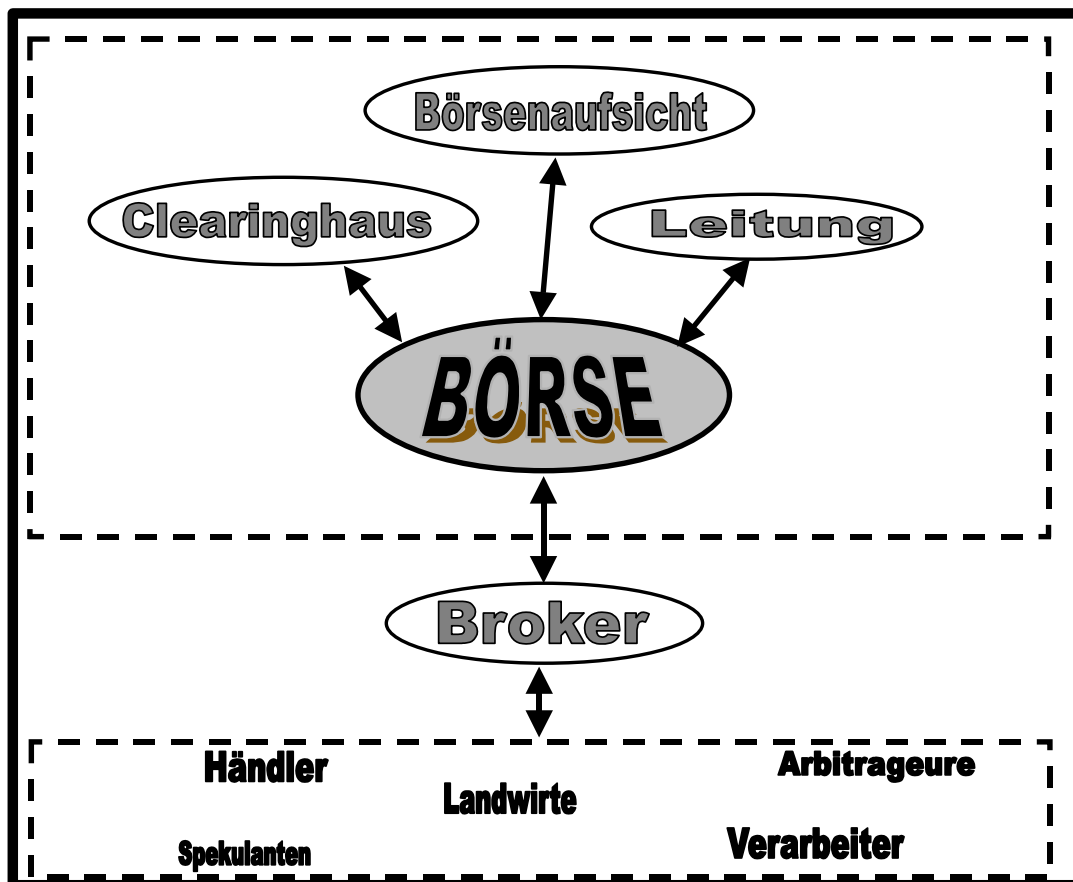 Börsenaufsicht
Clearinghaus
Leitung
BÖRSE
Broker
Händler
Arbitrageure
Landwirte
Spekulanten
Verarbeiter